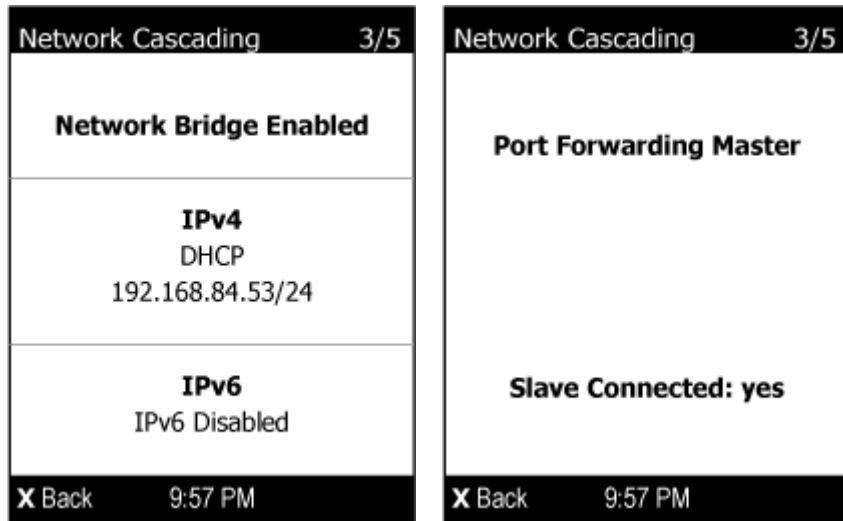 Network Cascading 3/5
Network Bridge Enabled
IPv4
DHCP
192.168.84.53/24
IPv6
IPv6 Disabled
X Back 9:57 PM
Network Cascading 3/5
Port Forwarding Master
Slave Connected: yes
X Back 9:57 PM